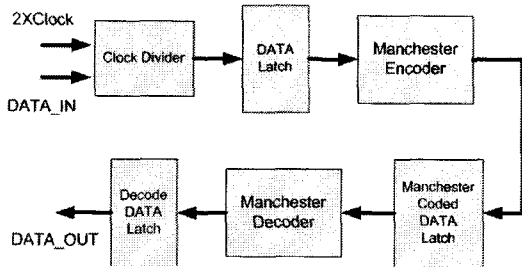 2XClock
DATA_IN
Clock Divider
DATA
Latch
Manchester
Encoder
Manchester
Coded
DATA
Latch
Manchester
Decoder
Decode
DATA
Latch
DATA_OUT